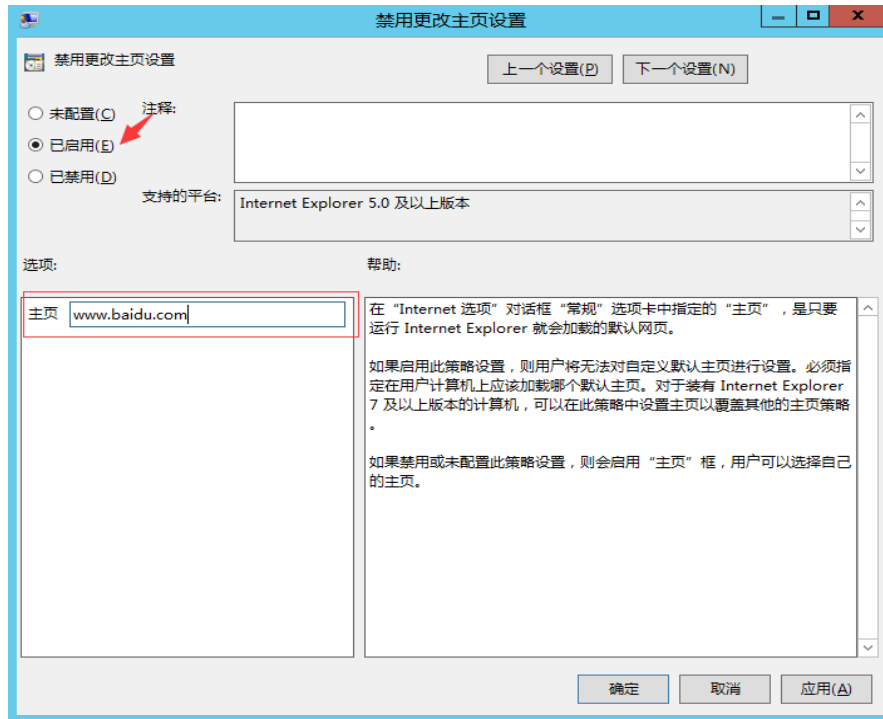 禁用更改主页设置
禁用更改主页设置
上一个设置(P)
下一个设置(N)
未配置(C)
注释:
已启用(E)
已禁用(D)
支持的平台:
Internet Explorer 5.0 及以上版本
选项:
帮助:
主页
www.baidu.com
在“Internet 选项”对话框“常规”选项卡中指定的“主页”，是只要
运行 Internet Explorer 就会加载的默认网页。
如果启用此策略设置，则用户将无法对自定义默认主页进行设置。必须指
定在用户计算机上应该加载哪个默认主页。对于装有 Internet Explorer
7 及以上版本的计算机，可以在此策略中设置主页以覆盖其他的主页策略
。
如果禁用或未配置此策略设置，则会启用“主页”框，用户可以选择自己
的主页。
确定
取消
应用(A)